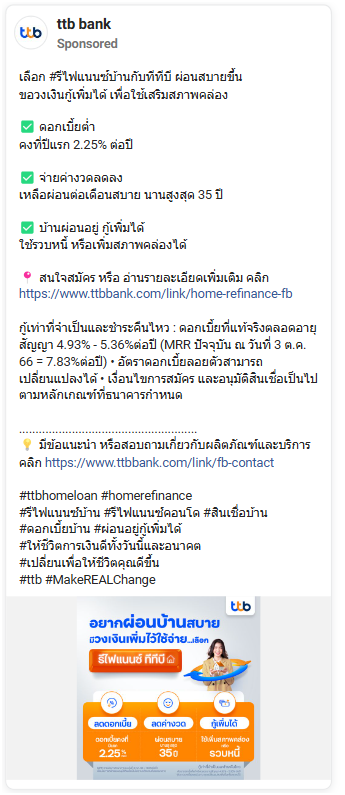 ttb
ttb bank
Sponsored
เลือก #รีไฟแนนซ์บ้านกับทีทีบี ผ่อนสบายขึ้น
ขอวงเงินกู้เพิ่มได้ เพื่อใช้เสริมสภาพคล่อง
✅ ดอกเบี้ยต่ำ
คงที่ปีแรก 2.25% ต่อปี
✅ จ่ายค่างวดลดลง
เหลือผ่อนต่อเดือนสบาย นานสูงสุด 35 ปี
✅ บ้านผ่อนอยู่ กู้เพิ่มได้
ใช้รวบหนี้ หรือเพิ่มสภาพคล่องได้
📍 สนใจสมัคร หรือ อ่านรายละเอียดเพิ่มเติม คลิก
https://www.ttbbank.com/link/home-refinance-fb
กู้เท่าที่จำเป็นและชำระคืนไหว : ดอกเบี้ยที่แท้จริงตลอดอายุ
สัญญา 4.93% - 5.36%ต่อปี (MRR ปัจจุบัน ณ วันที่ 3 ต.ค.
66 = 7.83%ต่อปี) • อัตราดอกเบี้ยลอยตัวสามารถ
เปลี่ยนแปลงได้ • เงื่อนไขการสมัคร และอนุมัติสินเชื่อเป็นไป
ตามหลักเกณฑ์ที่ธนาคารกำหนด
......................................................
💡 มีข้อแนะนำ หรือสอบถามเกี่ยวกับผลิตภัณฑ์และบริการ
คลิก https://www.ttbbank.com/link/fb-contact
#ttbhomeloan #homerefinance
#รีไฟแนนซ์บ้าน #รีไฟแนนซ์คอนโด #สินเชื่อบ้าน
#ดอกเบี้ยบ้าน #ผ่อนอยู่กู้เพิ่มได้
#ให้ชีวิตการเงินดีทั้งวันนี้และอนาคต
#เปลี่ยนเพื่อให้ชีวิตคุณดีขึ้น
#ttb #MakeREALChange
ttb
อยากผ่อนบ้านสบาย
ขอวงเงินเพิ่มไว้ใช้จ่าย...เลือก
รีไฟแนนซ์ ทีทีบี
ลดดอกเบี้ย ลดค่างวด กู้เพิ่มได้
ดอกเบี้ยคงที่ ผ่อนสบาย ใช้เพิ่มสภาพคล่อง
2.25% 35 ปี รวบหนี้